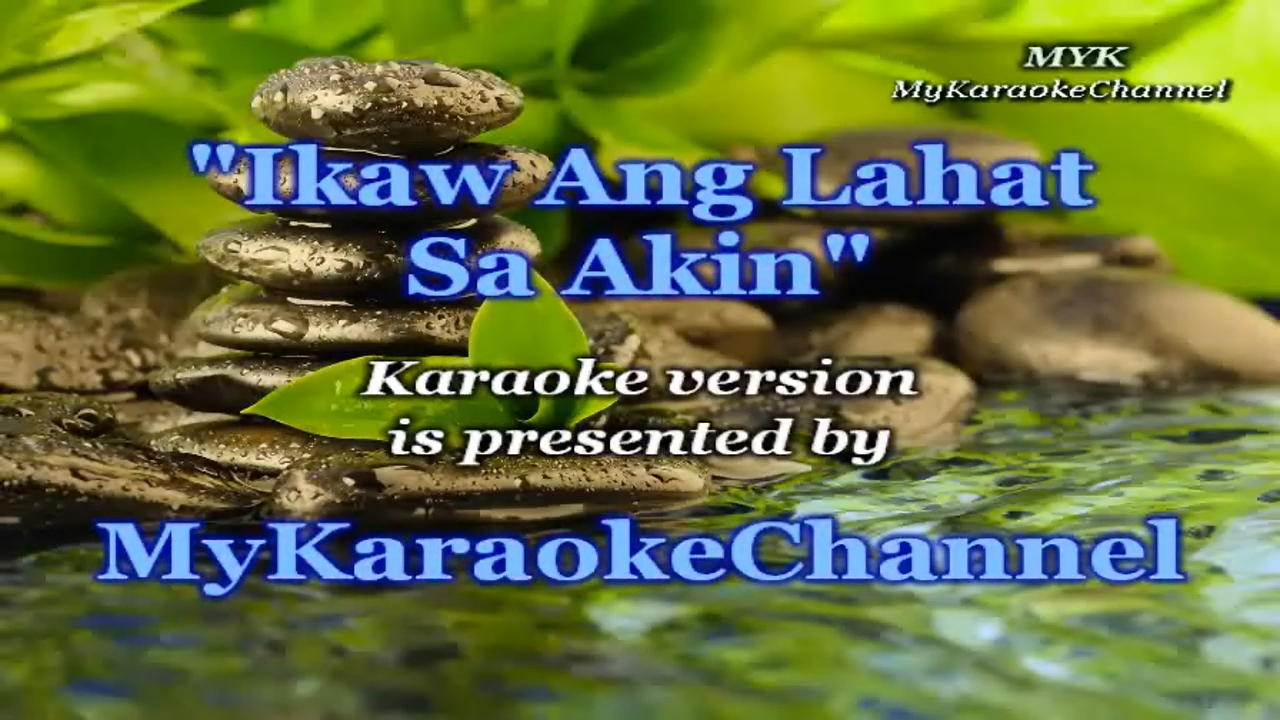 MYK
MyKaraokeChannel
"Ikaw Ang Lahat
Sa Akin"
Karaoke version
is presented by
MyKaraokeChannel